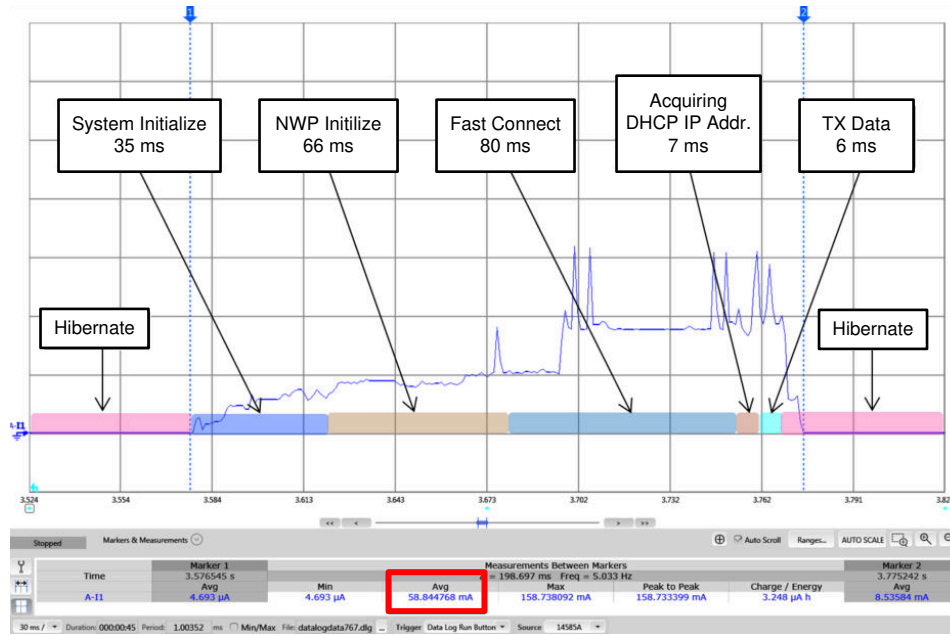 1
2
System Initialize
35 ms
NWP Initilize
66 ms
Fast Connect
80 ms
Acquiring
DHCP IP Addr.
7 ms
TX Data
6 ms
Hibernate
Hibernate
A-I1
3.524
3.554
3.584
3.613
3.643
3.673
3.702
3.732
3.762
3.791
3.82
<<
<
>
>>
Stopped
Markers & Measurements
Auto Scroll
Ranges...
AUTO SCALE
Marker 1
Measurements Between Markers
Marker 2
Time
3.576545 s
= 198.697 ms Freq = 5.033 Hz
3.775242 s
Avg
Min
Avg
Max
Peak to Peak
Charge / Energy
Avg
A-I1
4.693 µA
4.693 µA
58.844768 mA
158.738092 mA
158.733399 mA
3.248 µA h
8.53584 mA
30 ms /
Duration: 000:00:45
Period: 1.00352 ms
Min/Max
File: datalogdata767.dlg
...
Trigger
Data Log Run Button
Source
14585A